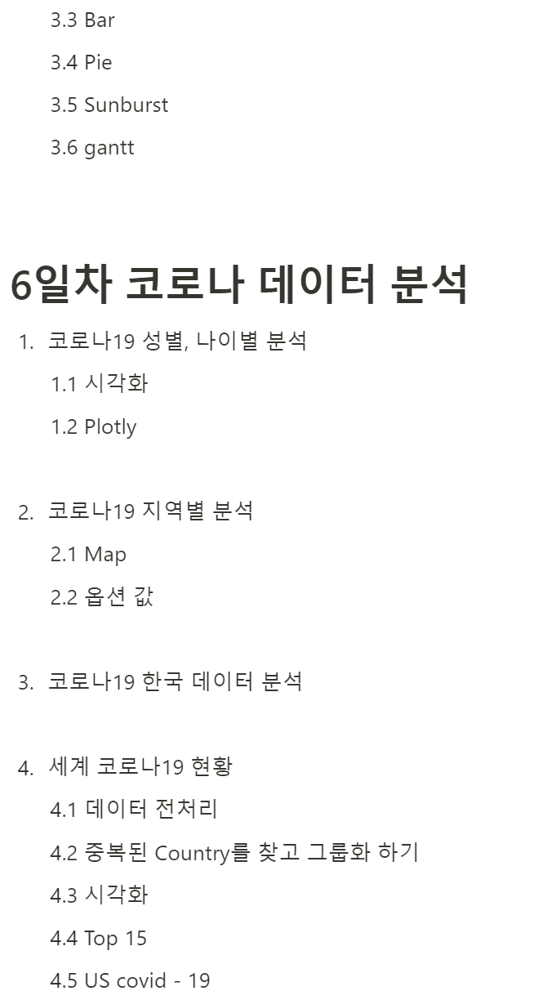 3.3 Bar
3.4 Pie
3.5 Sunburst
3.6 gantt
6일차 코로나 데이터 분석
1. 코로나19 성별, 나이별 분석
1.1 시각화
1.2 Plotly
2. 코로나19 지역별 분석
2.1 Map
2.2 옵션 값
3. 코로나19 한국 데이터 분석
4. 세계 코로나19 현황
4.1 데이터 전처리
4.2 중복된 Country를 찾고 그룹화 하기
4.3 시각화
4.4 Top 15
4.5 US covid - 19